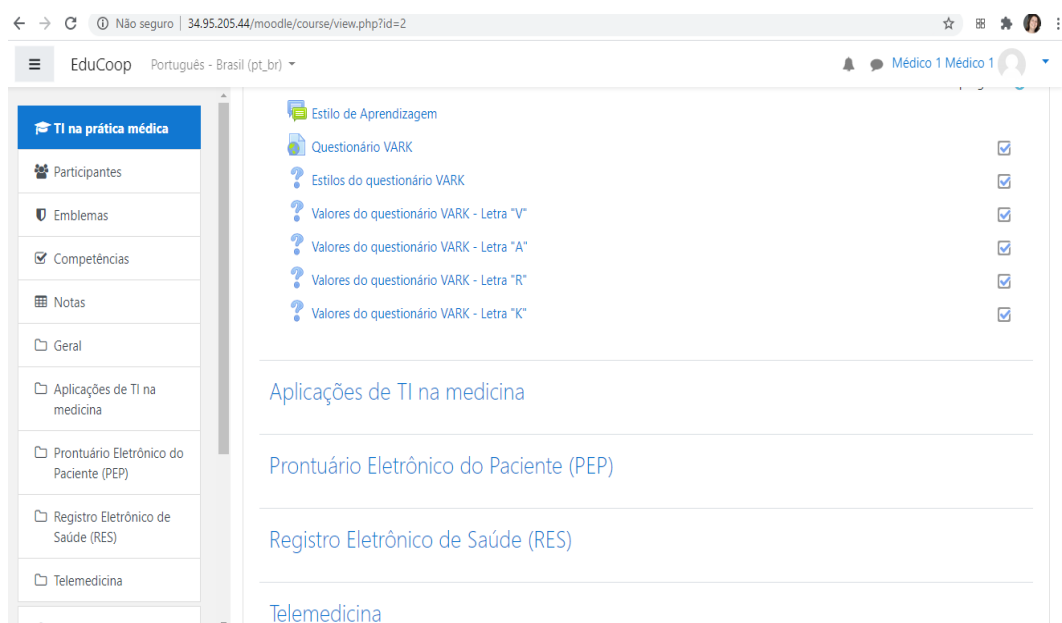 Não seguro | 34.95.205.44/moodle/course/view.php?id=2
EduCoop Português - Brasil (pt_br) Médico 1 Médico 1
TI na prática médica
Participantes
Emblemas
Competências
Notas
Geral
Aplicações de TI na
medicina
Prontuário Eletrônico do
Paciente (PEP)
Registro Eletrônico de
Saúde (RES)
Telemedicina
Estilo de Aprendizagem
Questionário VARK
Estilos do questionário VARK
Valores do questionário VARK - Letra "V"
Valores do questionário VARK - Letra "A"
Valores do questionário VARK - Letra "R"
Valores do questionário VARK - Letra "K"
Aplicações de TI na medicina
Prontuário Eletrônico do Paciente (PEP)
Registro Eletrônico de Saúde (RES)
Telemedicina